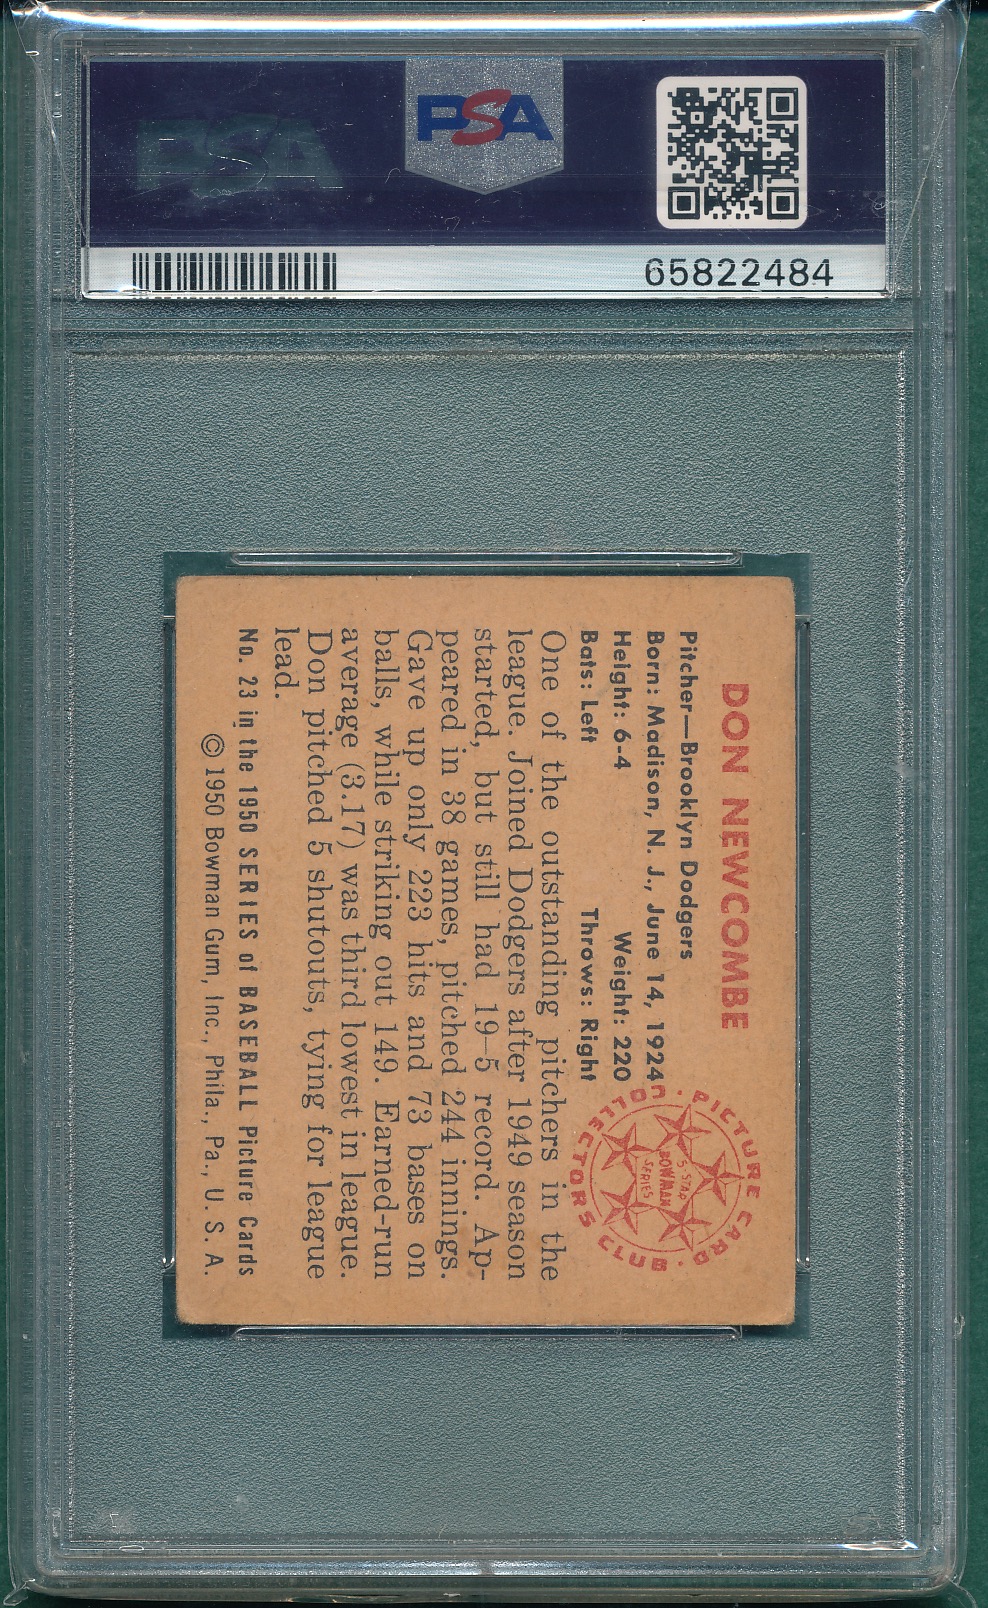 PSA
PSA
65822484
DON NEWCOMBE
Pitcher—Brooklyn Dodgers
Born: Madison, N. J., June 14, 1924
Height: 6-4 Weight: 220
Bats: Left Throws: Right
PICTURE CARD · CLUB
COLLECTORS
5-STAR
BOWMAN
SERIES
One of the outstanding pitchers in the
league. Joined Dodgers after 1949 season
started, but still had 19–5 record. Ap-
peared in 38 games, pitched 244 innings.
Gave up only 223 hits and 73 bases on
balls, while striking out 149. Earned-run
average (3.17) was third lowest in league.
Don pitched 5 shutouts, tying for league
lead.
No. 23 in the 1950 SERIES of BASEBALL Picture Cards
© 1950 Bowman Gum, Inc., Phila., Pa., U. S. A.